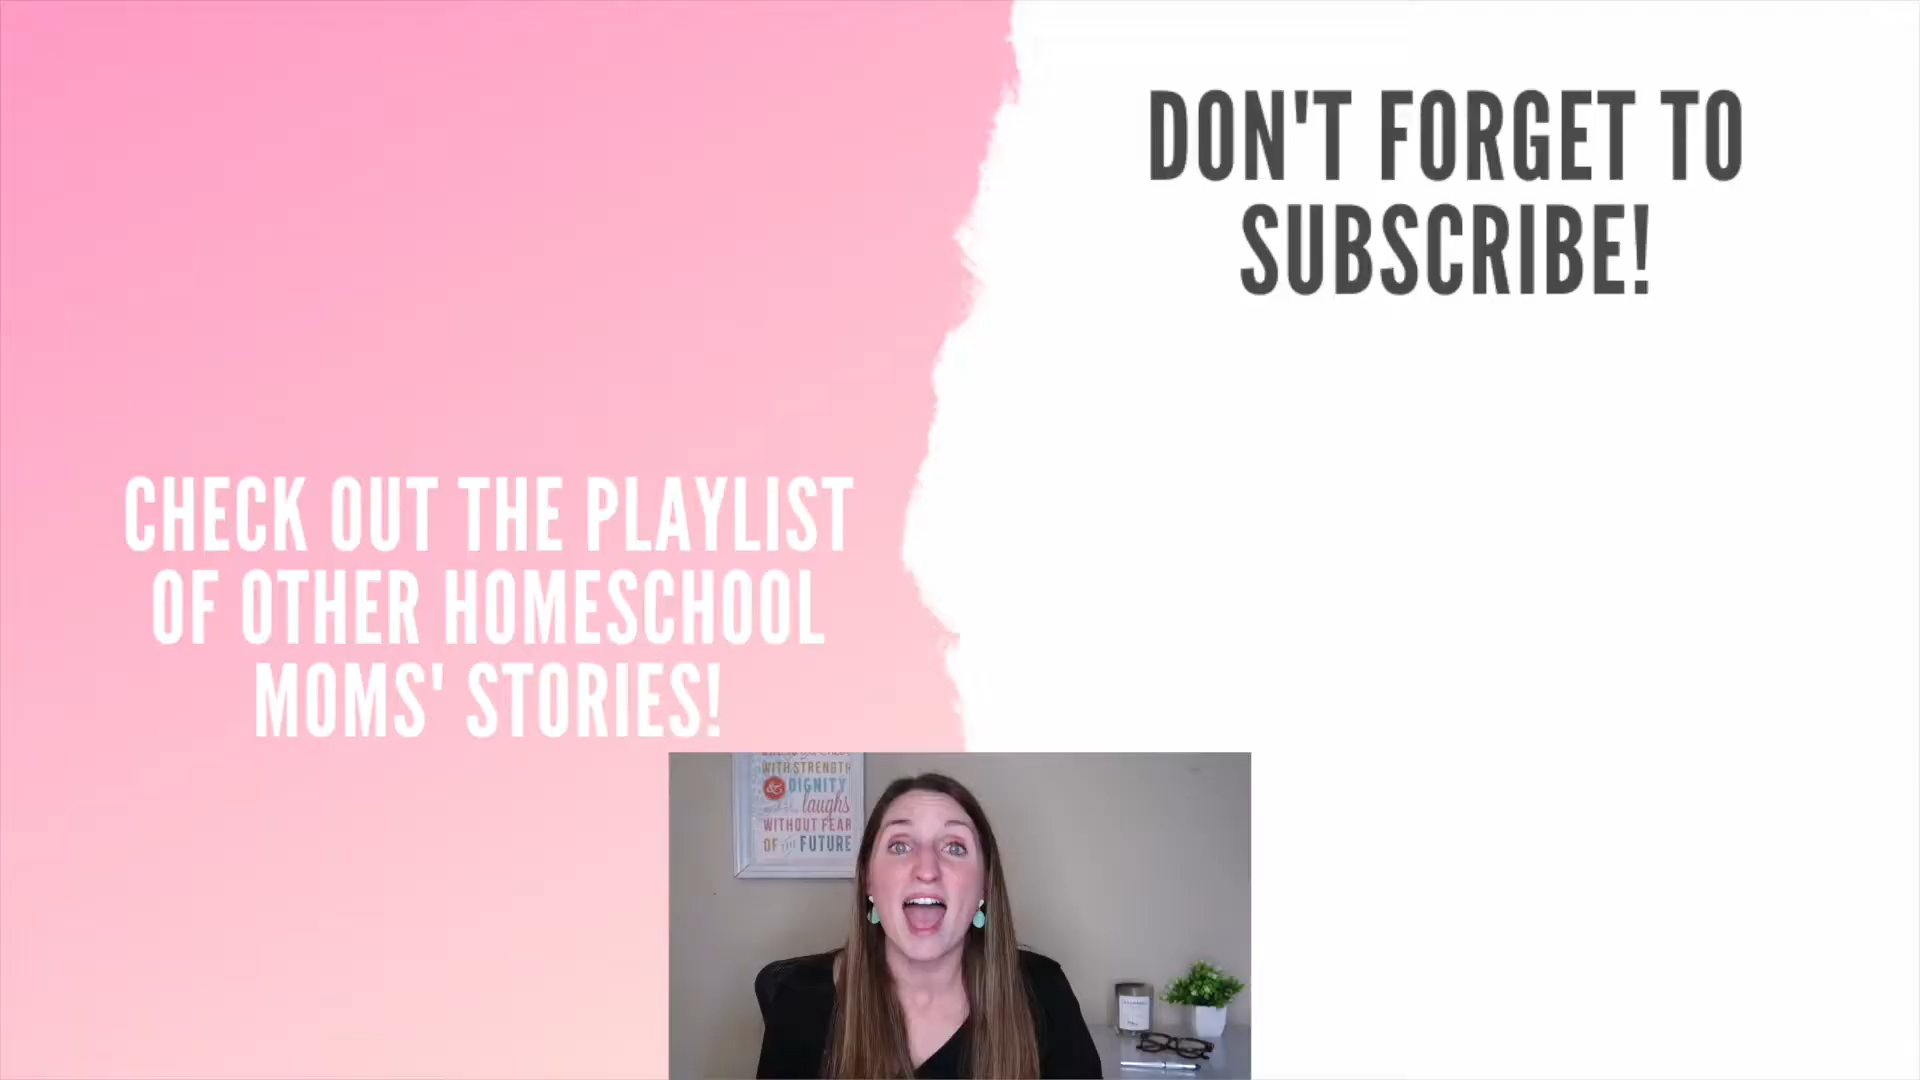 CHECK OUT THE PLAYLIST
OF OTHER HOMESCHOOL
MOMS' STORIES!
DON'T FORGET TO
SUBSCRIBE!
WITH STRENGTH
& DIGNITY
laughs
WITHOUT FEAR
OF THE FUTURE